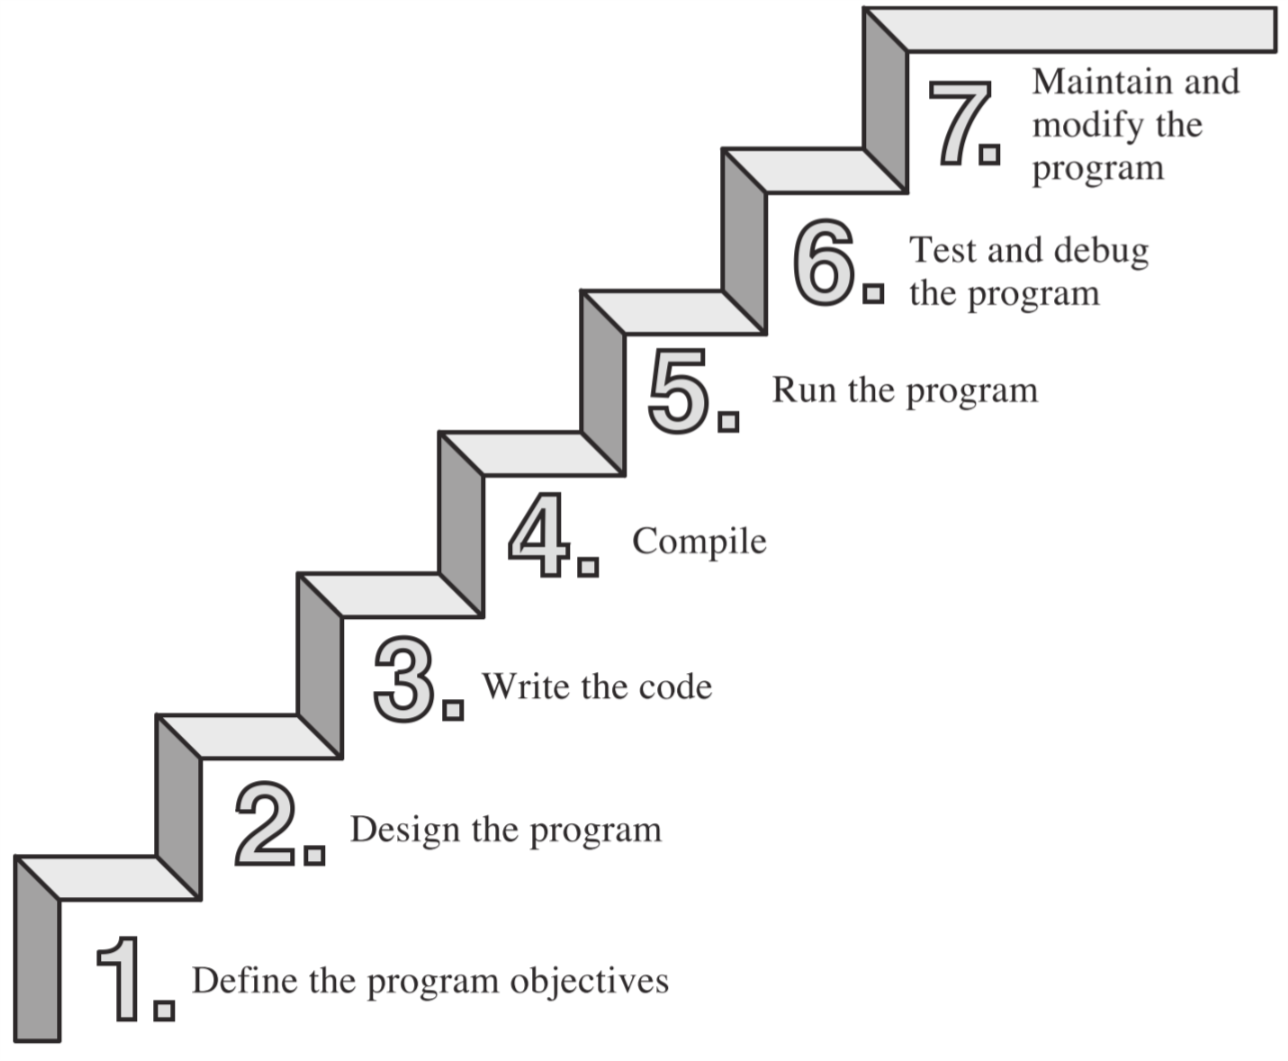 7. Maintain and
modify the
program
6. Test and debug
the program
5. Run the program
4. Compile
3. Write the code
2. Design the program
1. Define the program objectives